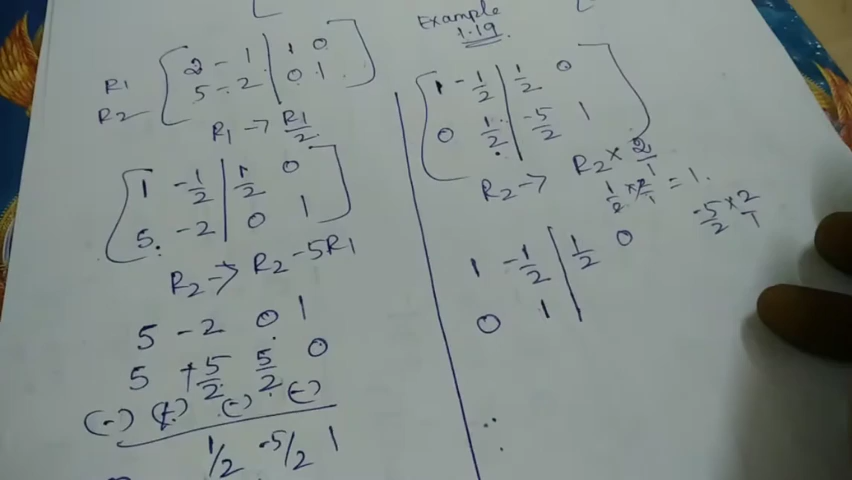 R1 2 - 1 | 1 0
R2 5 - 2 | 0 1
R1 → R1/2
1 -1/2 | 1/2 0
5 -2 | 0 1
R2 → R2 - 5R1
5 - 2 0 1
5 +5/2 5/2 0
(-) (+) (-) (-)
1/2 -5/2 1
Example
1.19
1 - 1/2 | 1/2 0
0 1/2 | -5/2 1
R2 → R2 × 2/1
1/2 × 2/1 = 1.
-5/2 × 2/1
1 -1/2 | 1/2 0
0 1 |